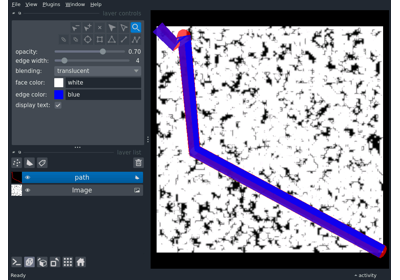 File View Plugins Window Help
layer controls
opacity: 0.70
edge width: 4
blending: translucent
face color: white
edge color: blue
display text:
layer list
path
Image
Ready
activity